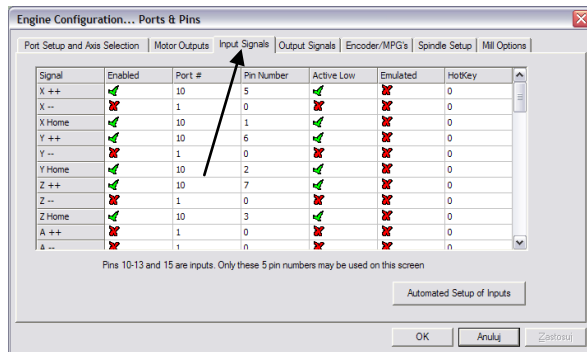 Engine Configuration... Ports & Pins
Port Setup and Axis Selection Motor Outputs Input Signals Output Signals Encoder/MPG's Spindle Setup Mill Options
Signal Enabled Port # Pin Number Active Low Emulated HotKey
X ++ 10 5 0
X -- 1 0 0
X Home 10 1 0
Y ++ 10 6 0
Y -- 1 0 0
Y Home 10 2 0
Z ++ 10 7 0
Z -- 1 0 0
Z Home 10 3 0
A ++ 1 0 0
A -- 1 0 0
Pins 10-13 and 15 are inputs. Only these 5 pin numbers may be used on this screen
Automated Setup of Inputs
OK Anuluj Zastosuj